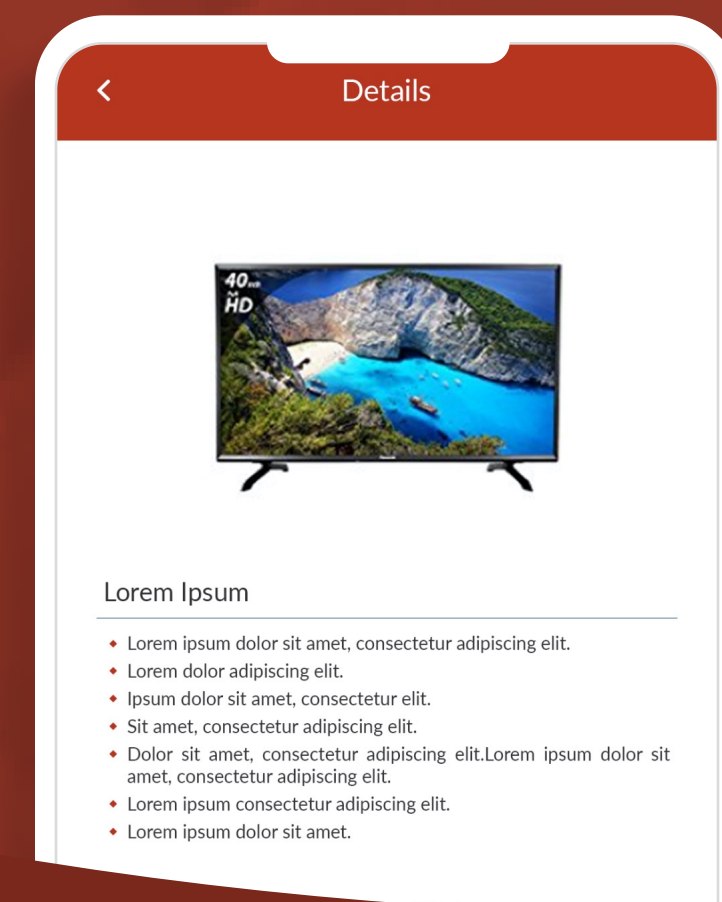 Details
40
HD
Lorem Ipsum
Lorem ipsum dolor sit amet, consectetur adipiscing elit.
Lorem dolor adipiscing elit.
Ipsum dolor sit amet, consectetur elit.
Sit amet, consectetur adipiscing elit.
Dolor sit amet, consectetur adipiscing elit.Lorem ipsum dolor sit
amet, consectetur adipiscing elit.
Lorem ipsum consectetur adipiscing elit.
Lorem ipsum dolor sit amet.